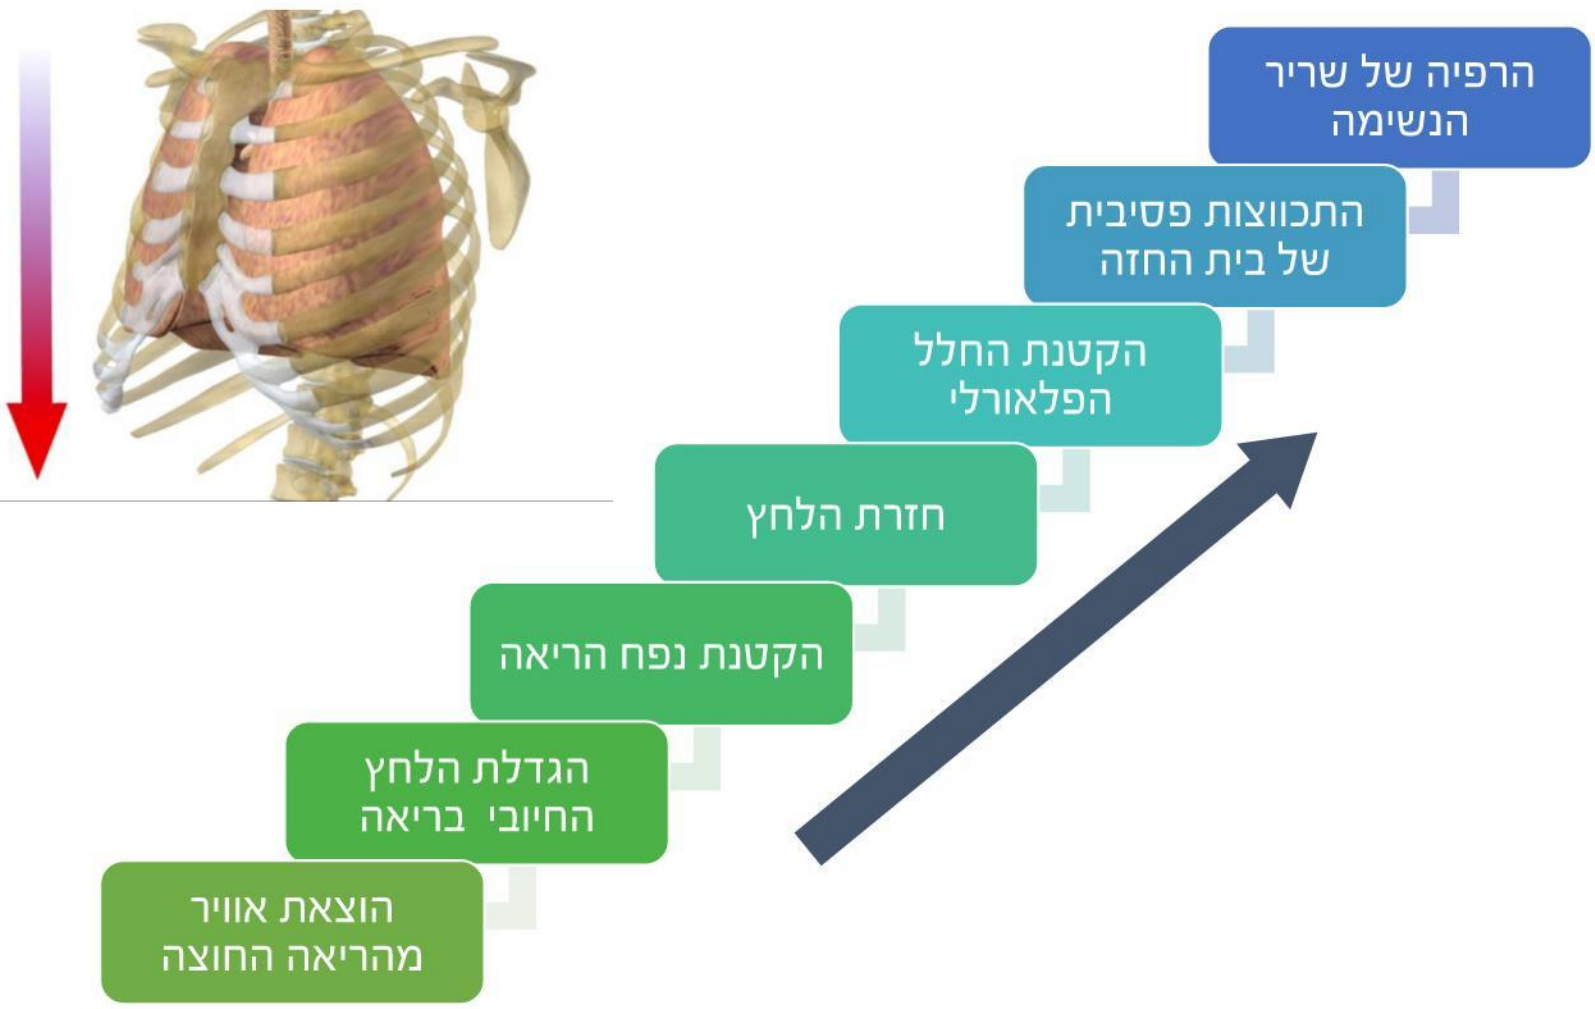 הרפיה של שריר
הנשימה
התכווצות פסיבית
של בית החזה
הקטנת החלל
הפלאורלי
חזרת הלחץ
הקטנת נפח הריאה
הגדלת הלחץ
החיובי בריאה
הוצאת אוויר
מהריאה החוצה